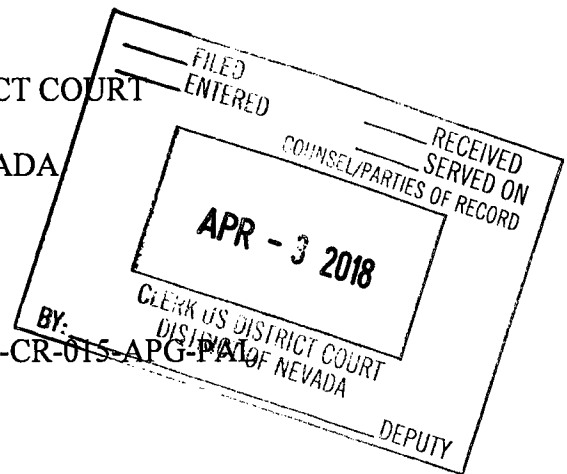 CT COURT
ADA
-CR-015-APG-PAL
FILED
ENTERED
RECEIVED
SERVED ON
COUNSEL/PARTIES OF RECORD
APR - 3 2018
CLERK US DISTRICT COURT
DISTRICT OF NEVADA
BY:
DEPUTY